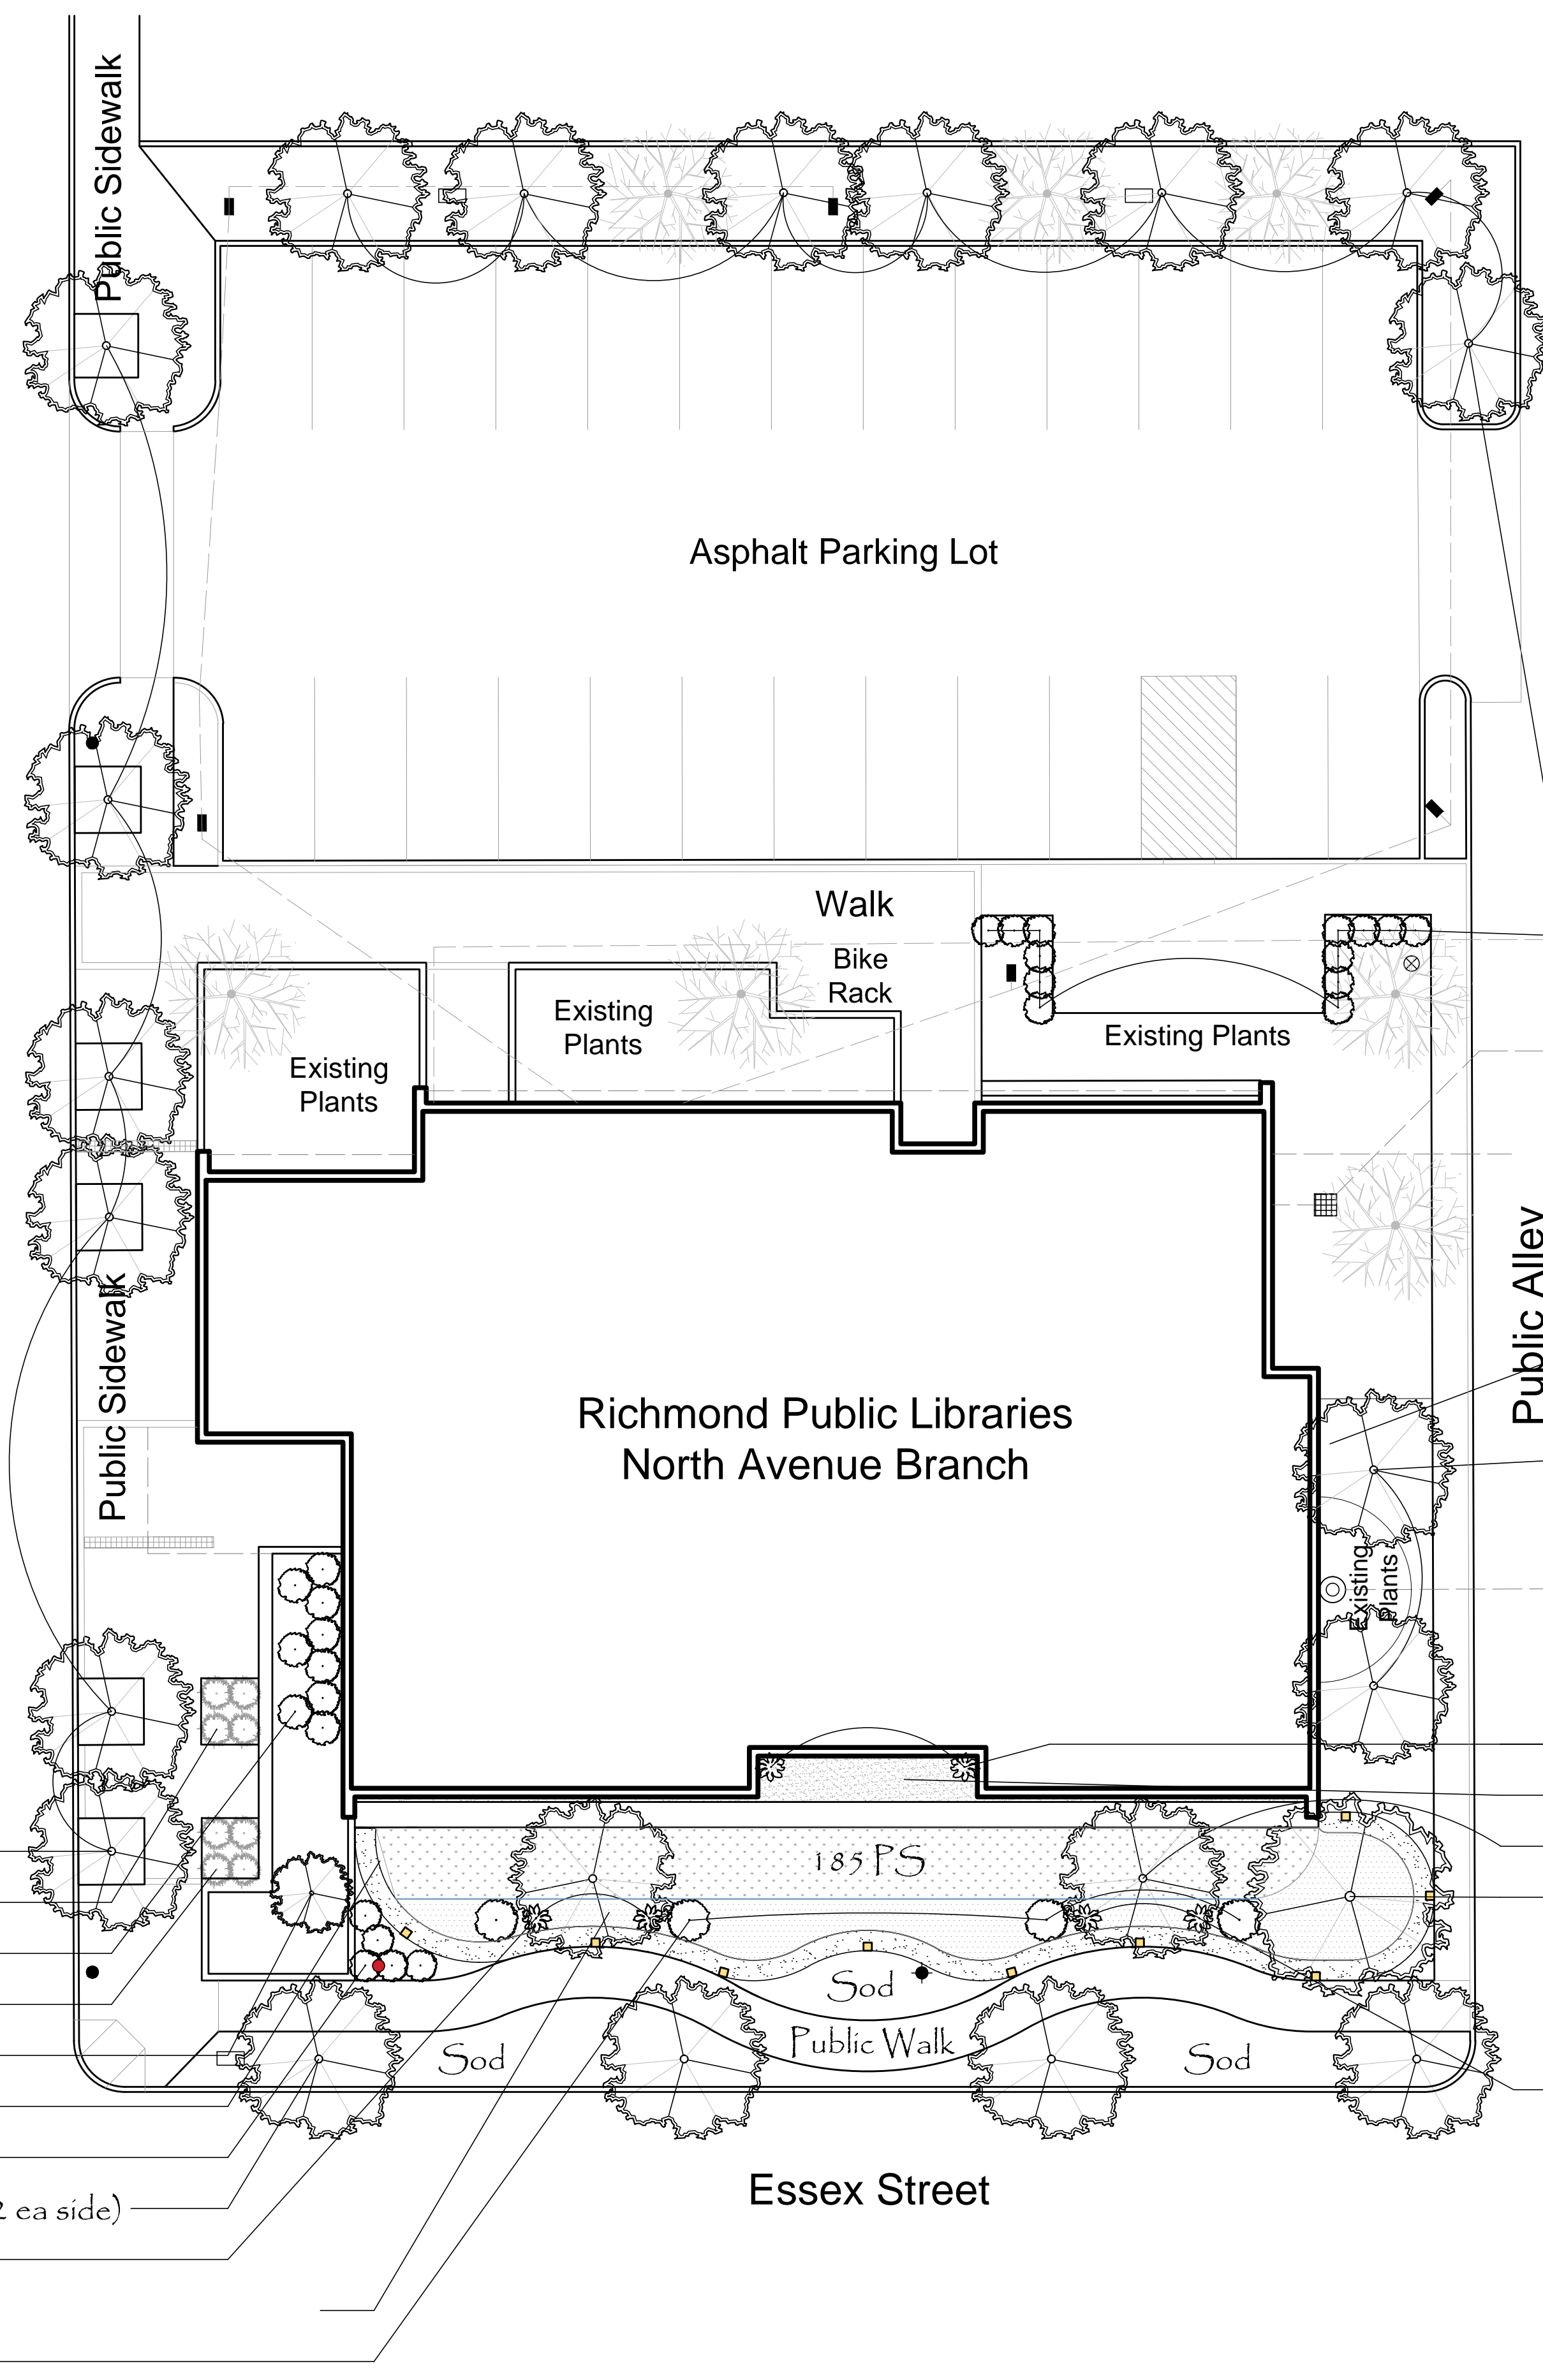 Public Sidewalk
Asphalt Parking Lot
Walk
Bike
Rack
Existing
Plants
Existing Plants
Existing
Plants
Public Alley
Public Sidewalk
Richmond Public Libraries
North Avenue Branch
Existing
Plants
185 PS
Sod
Public Walk
Sod
Sod
Essex Street
2 ea side)